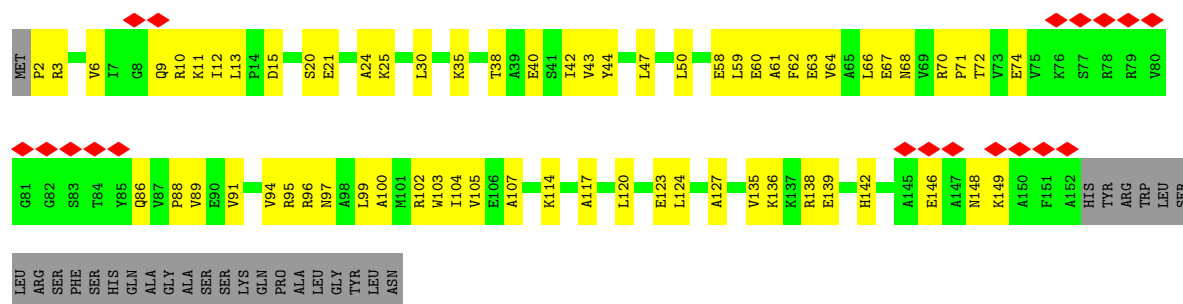 MET P2 R3 V6 I7 G8 Q9 R10 K11 I12 L13 P14 D15 S20 E21 A24 K25 L30 K35 T38 A39 E40 S41 I42 V43 Y44 L47 L50 E58 L59 E60 A61 F62 E63 V64 A65 L66 E67 N68 V69 R70 P71 T72 V73 E74 V75 K76 S77 R78 R79 V80
G81 G82 S83 T84 Y85 Q86 V87 P88 V89 E90 V91 V94 R95 R96 N97 A98 L99 A100 M101 R102 W103 I104 V105 E106 A107 K114 A117 L120 E123 L124 A127 V135 K136 K137 R138 E139 H142 A145 E146 A147 N148 K149 A150 F151 A152 HIS TYR ARG TRP LEU SER
LEU ARG SER PHE SER HIS GLN ALA GLY ALA SER SER LYS GLN PRO ALA LEU GLY TYR LEU ASN